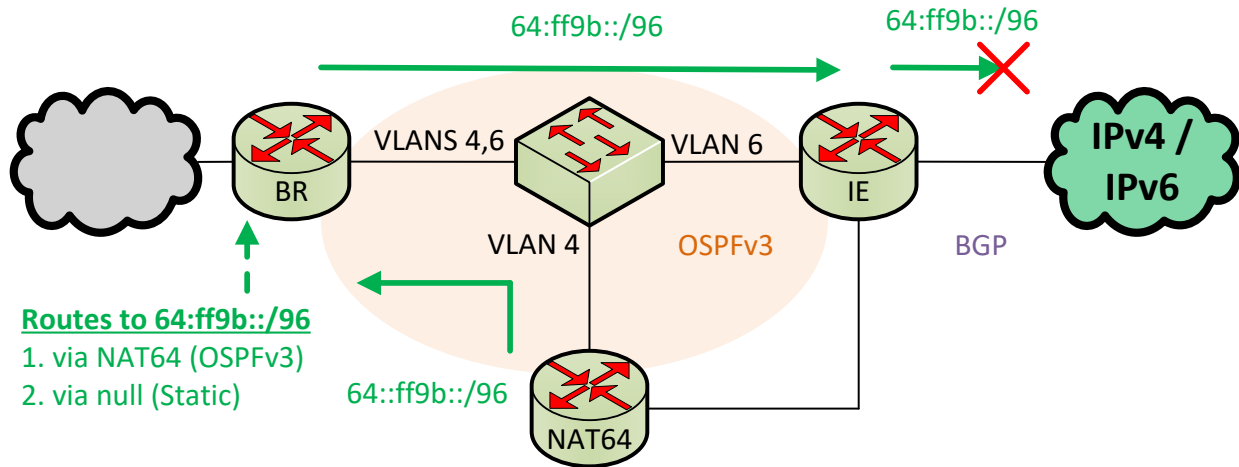 64:ff9b::/96
64:ff9b::/96
VLANS 4,6
VLAN 6
IPv4 /
IPv6
BR
IE
VLAN 4
OSPFv3
BGP
Routes to 64:ff9b::/96
1. via NAT64 (OSPFv3)
2. via null (Static)
64::ff9b::/96
NAT64